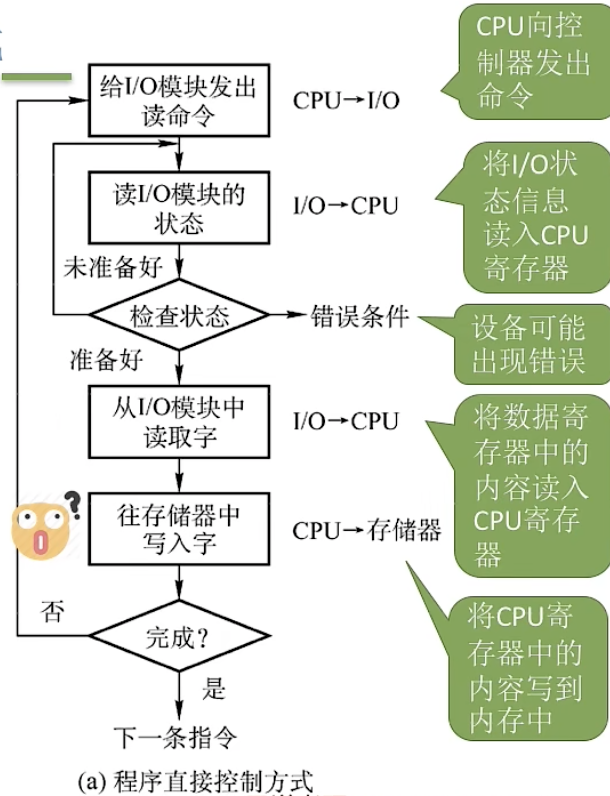 给I/O模块发出
读命令
CPU→I/O
CPU向控
制器发出
命令
读I/O模块的
状态
I/O→CPU
将I/O状
态信息
读入CPU
寄存器
未准备好
检查状态
错误条件
设备可能
出现错误
准备好
从I/O模块中
读取字
I/O→CPU
将数据寄
存器中的
内容读入
CPU寄存
器
往存储器中
写入字
CPU→存储器
否
完成?
将CPU寄
存器中的
内容写到
内存中
是
下一条指令
(a) 程序直接控制方式